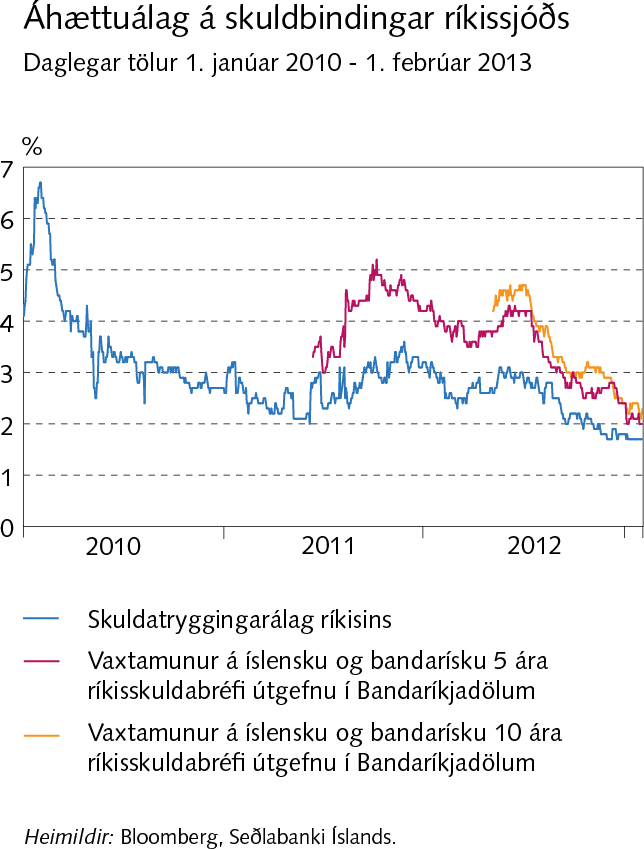 Áhættuálag á skuldbindingar ríkissjóðs
Daglegar tölur 1. janúar 2010 - 1. febrúar 2013
%
7
6
5
4
3
2
1
0
2010 2011 2012
Skuldatryggingarálag ríkisins
Vaxtamunur á íslensku og bandarísku 5 ára
ríkisskuldabréfi útgefnu í Bandaríkjadölum
Vaxtamunur á íslensku og bandarísku 10 ára
ríkisskuldabréfi útgefnu í Bandaríkjadölum
Heimildir: Bloomberg, Seðlabanki Íslands.